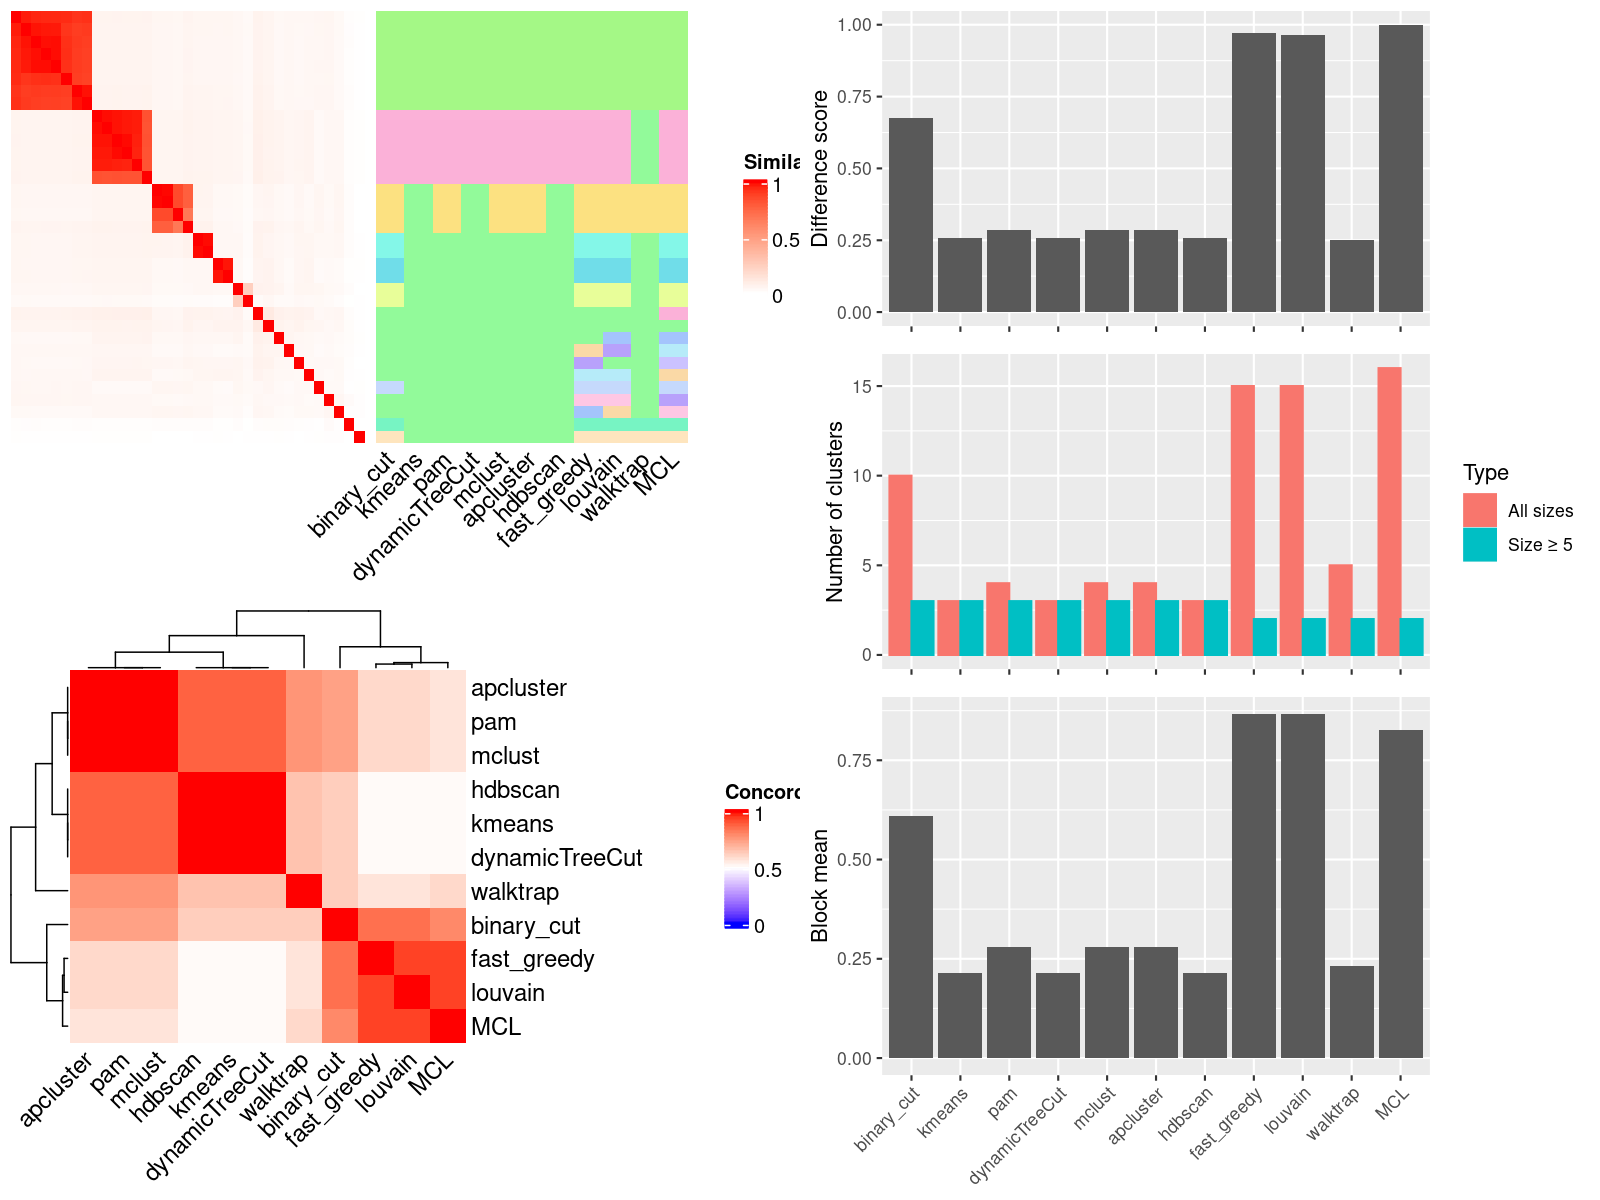 Simila
1
0.5
0
binary_cut
kmeans
pam
dynamicTreeCut
mclust
apcluster
hdbscan
fast_greedy
louvain
walktrap
MCL
apcluster
pam
mclust
hdbscan
kmeans
dynamicTreeCut
walktrap
binary_cut
fast_greedy
louvain
MCL
Concord
1
0.5
0
apcluster
pam
mclust
hdbscan
kmeans
dynamicTreeCut
walktrap
binary_cut
fast_greedy
louvain
MCL
Difference score
1.00
0.75
0.50
0.25
0.00
Number of clusters
15
10
5
0
Type
All sizes
Size ≥ 5
Block mean
0.75
0.50
0.25
0.00
binary_cut
kmeans
pam
dynamicTreeCut
mclust
apcluster
hdbscan
fast_greedy
louvain
walktrap
MCL